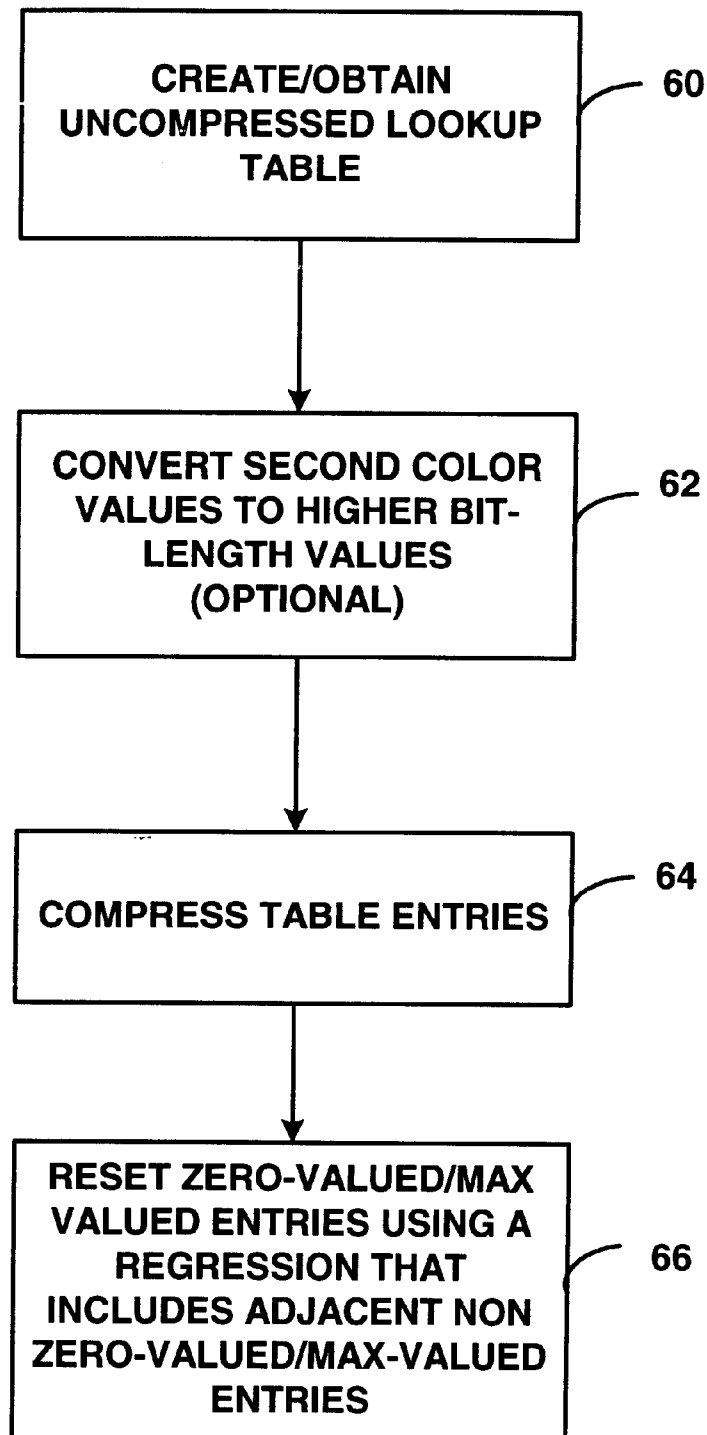 CREATE/OBTAIN
UNCOMPRESSED LOOKUP
TABLE
60
CONVERT SECOND COLOR
VALUES TO HIGHER BIT-
LENGTH VALUES
(OPTIONAL)
62
COMPRESS TABLE ENTRIES
64
RESET ZERO-VALUED/MAX
VALUED ENTRIES USING A
REGRESSION THAT
INCLUDES ADJACENT NON
ZERO-VALUED/MAX-VALUED
ENTRIES
66